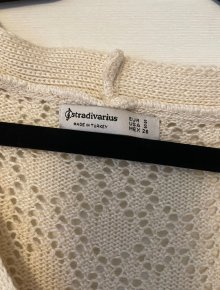 stradivarius
MADE IN TURKEY
EUR S
USA S
MEX 26